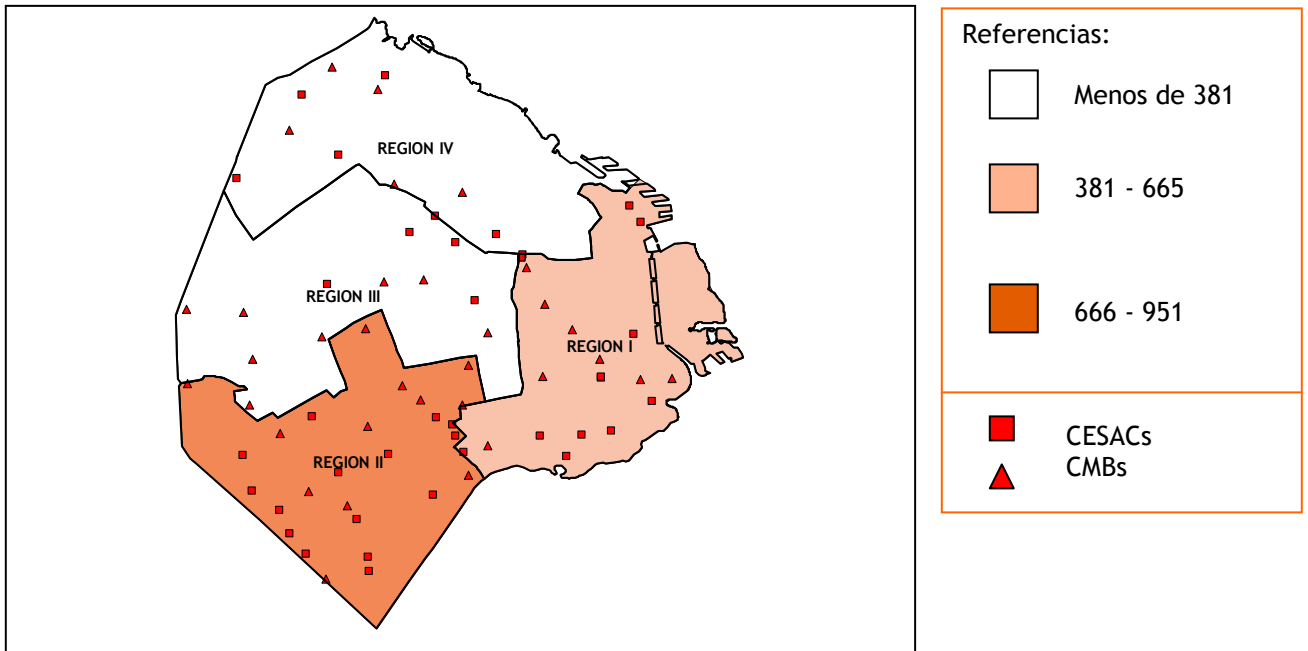 REGION IV
REGION III
REGION I
REGION II
Referencias:
Menos de 381
381 - 665
666 - 951
CESACs
CMBs